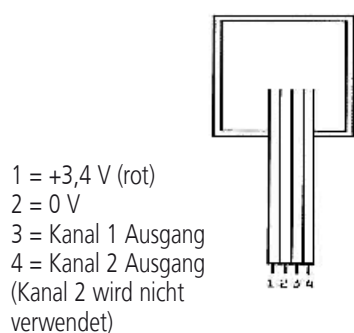 1 = +3,4 V (rot)
2 = 0 V
3 = Kanal 1 Ausgang
4 = Kanal 2 Ausgang
(Kanal 2 wird nicht
verwendet)
1 2 3 4